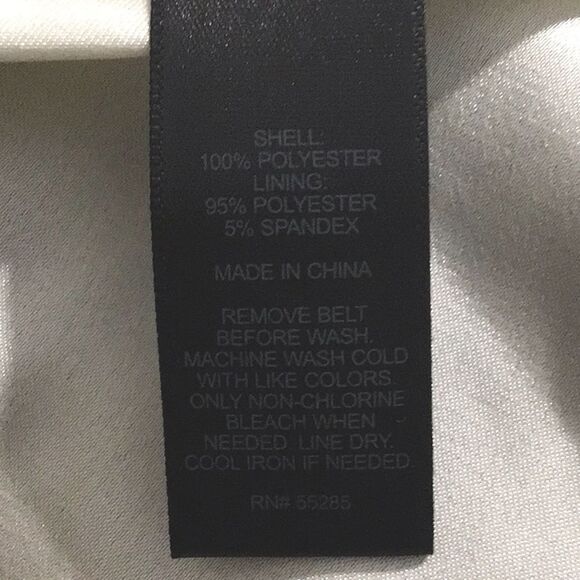 SHELL:
100% POLYESTER
LINING:
95% POLYESTER
5% SPANDEX
MADE IN CHINA
REMOVE BELT
BEFORE WASH.
MACHINE WASH COLD
WITH LIKE COLORS.
ONLY NON-CHLORINE
BLEACH WHEN
NEEDED. LINE DRY.
COOL IRON IF NEEDED.
RN# 55285